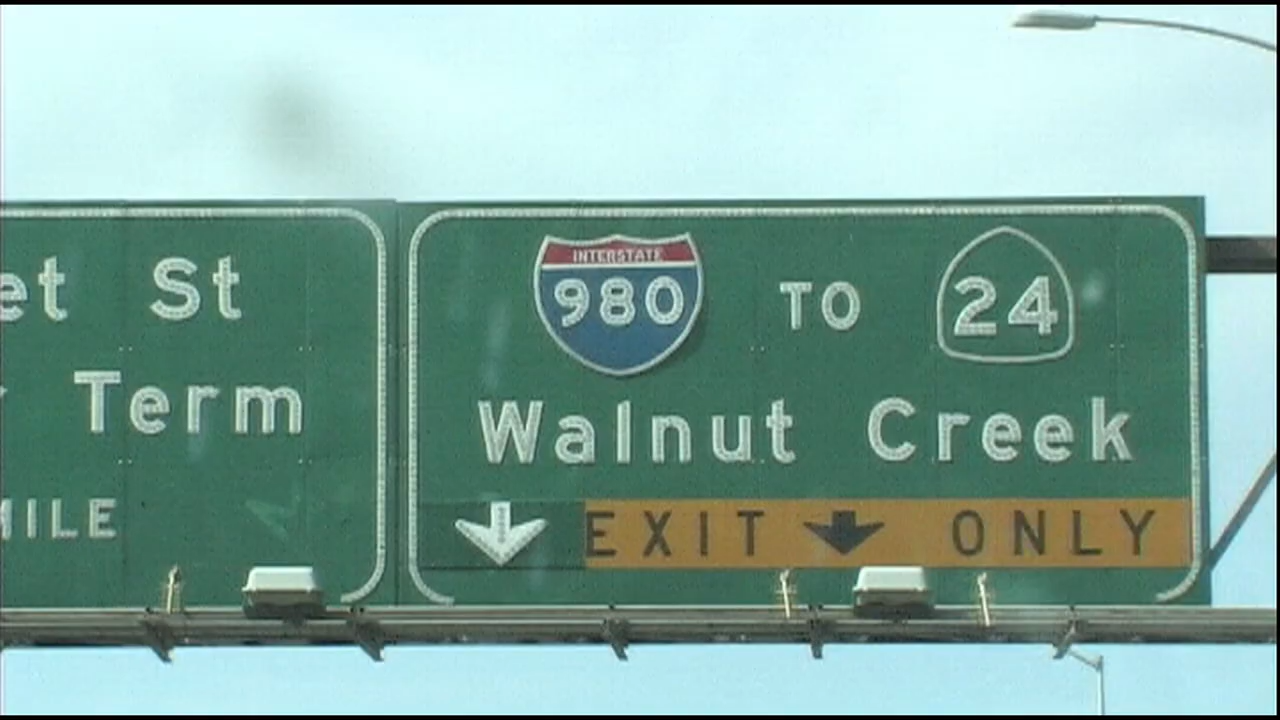 et St
Term
MILE
INTERSTATE
980 TO 24
Walnut Creek
EXIT ONLY